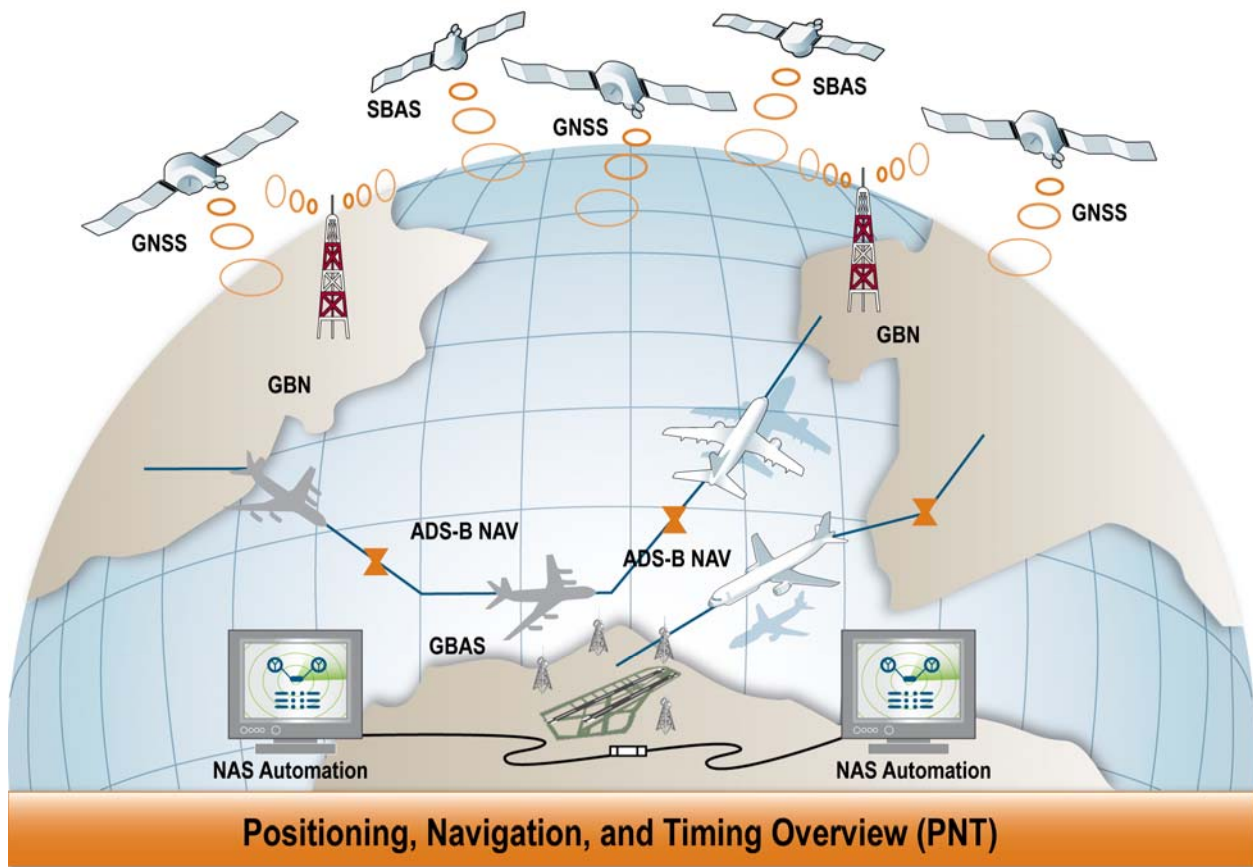 SBAS
SBAS
GNSS
GNSS
GNSS
GBN
GBN
ADS-B NAV
ADS-B NAV
GBAS
NAS Automation
NAS Automation
Positioning, Navigation, and Timing Overview (PNT)